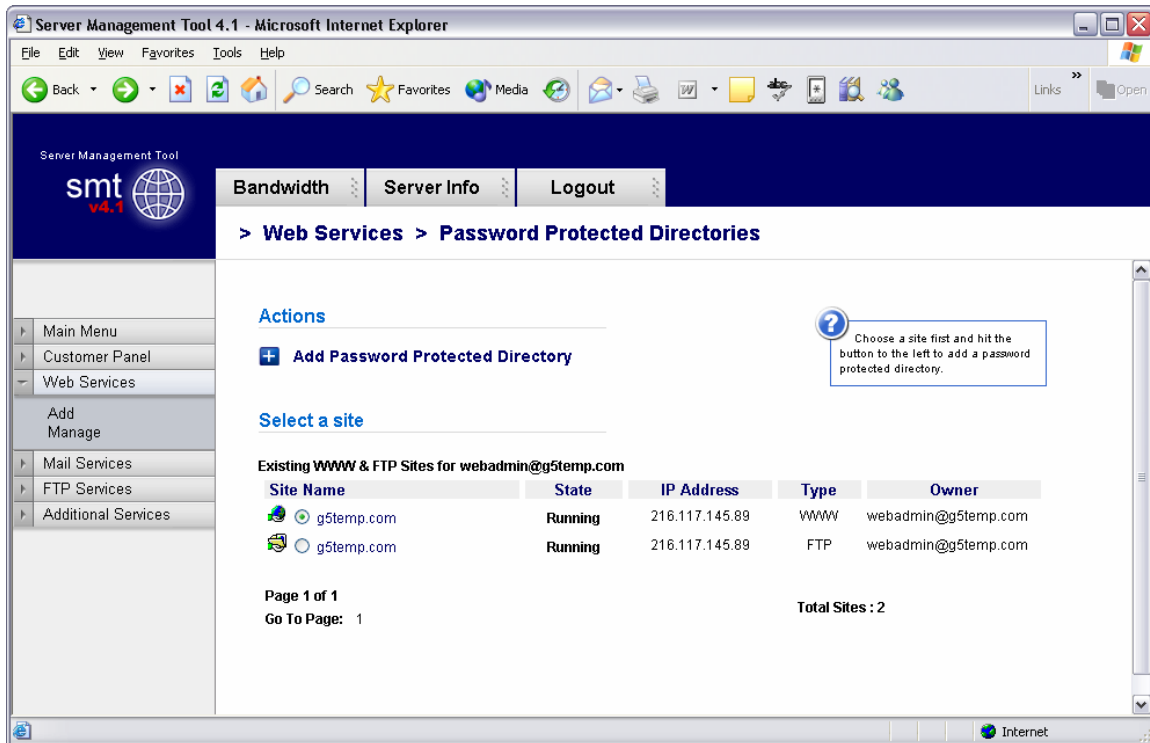 Server Management Tool 4.1 - Microsoft Internet Explorer
File Edit View Favorites Tools Help
Back Search Favorites Media Links » Open
Server Management Tool
smt
v4.1
Bandwidth Server Info Logout
> Web Services > Password Protected Directories
Main Menu
Customer Panel
Web Services
Add
Manage
Mail Services
FTP Services
Additional Services
Actions
Add Password Protected Directory
?
Choose a site first and hit the
button to the left to add a password
protected directory.
Select a site
Existing WWW & FTP Sites for webadmin@g5temp.com
Site Name State IP Address Type Owner
g5temp.com Running 216.117.145.89 WWW webadmin@g5temp.com
g5temp.com Running 216.117.145.89 FTP webadmin@g5temp.com
Page 1 of 1
Total Sites : 2
Go To Page: 1
Internet